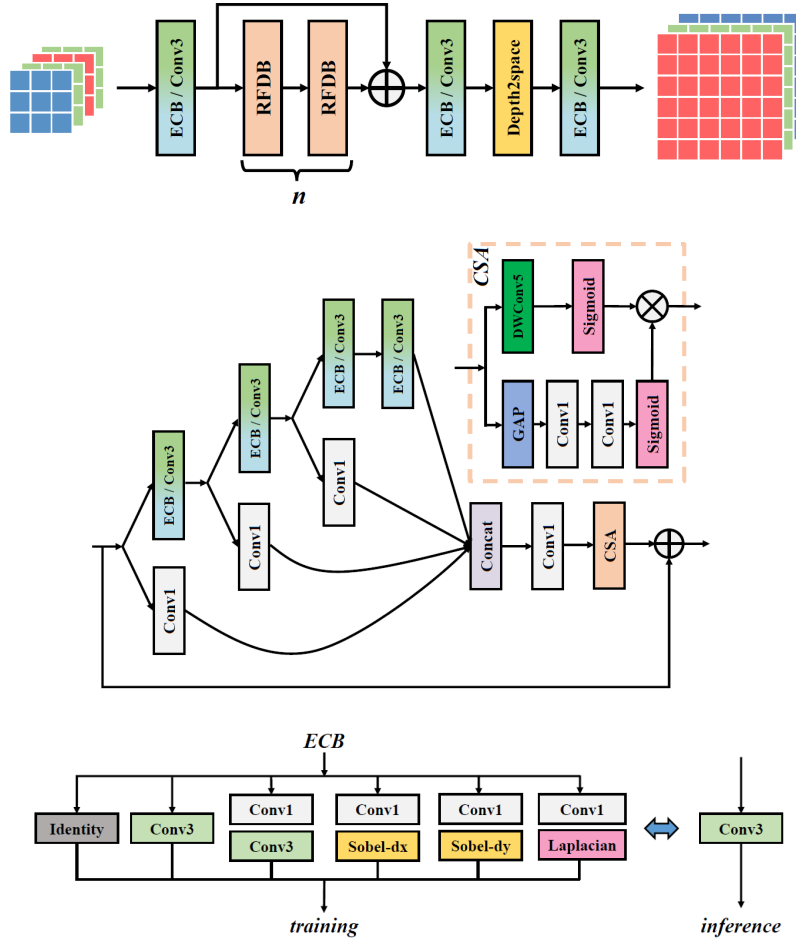 ECB / Conv3
RFDB
RFDB
ECB / Conv3
Depth2space
ECB / Conv3
n
CSA
DWConv5
Sigmoid
GAP
Conv1
Conv1
Sigmoid
ECB / Conv3
ECB / Conv3
ECB / Conv3
ECB / Conv3
Conv1
Conv1
Conv1
Concat
Conv1
CSA
ECB
Conv1
Conv1
Conv1
Conv1
Identity
Conv3
Conv3
Sobel-dx
Sobel-dy
Laplacian
Conv3
training
inference